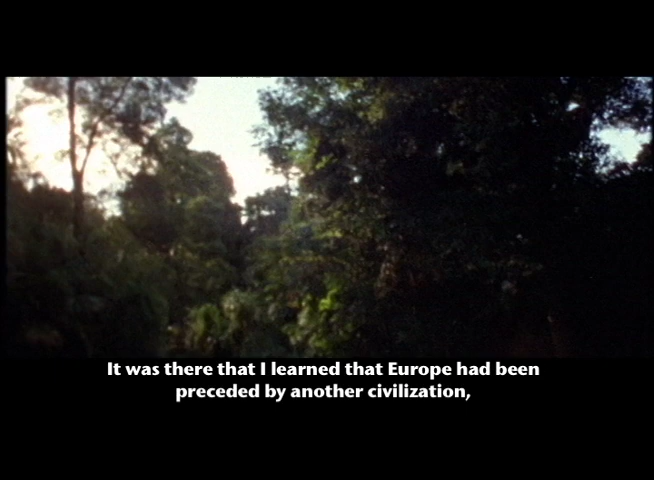 It was there that I learned that Europe had been
preceded by another civilization,